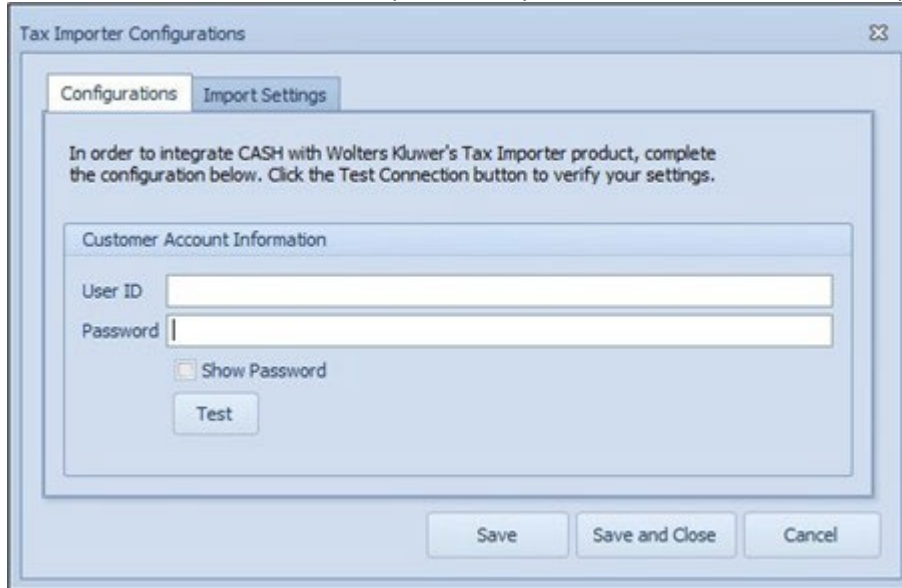 Tax Importer Configurations
Configurations Import Settings
In order to integrate CASH with Wolters Kluwer's Tax Importer product, complete
the configuration below. Click the Test Connection button to verify your settings.
Customer Account Information
User ID
Password
Show Password
Test
Save Save and Close Cancel